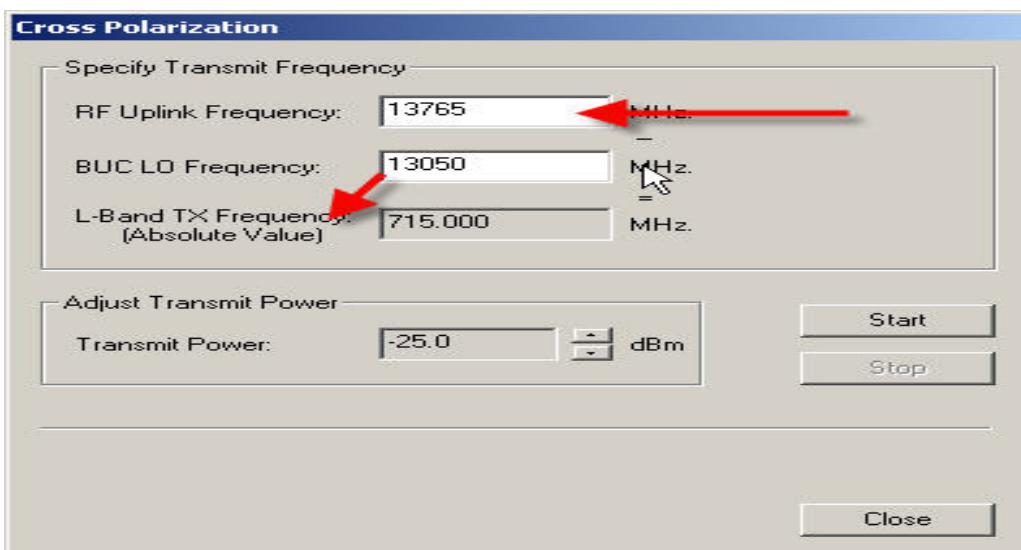 Cross Polarization
Specify Transmit Frequency
RF Uplink Frequency: 13765 MHz.
-
BUC LO Frequency: 13050 MHz.
=
L-Band TX Frequency: 715.000 MHz.
(Absolute Value)
Adjust Transmit Power
Transmit Power: -25.0 dBm
Start
Stop
Close